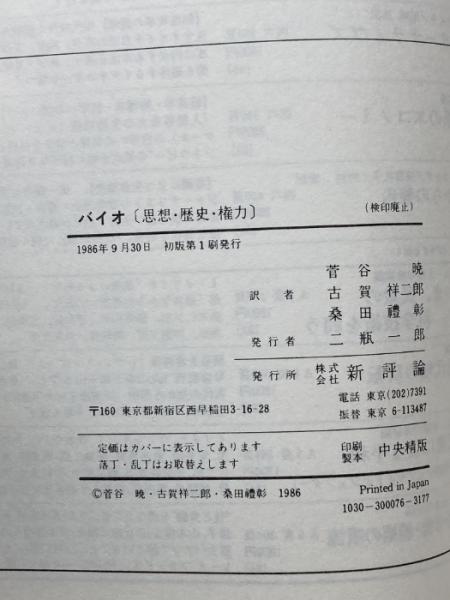 バイオ〔思想・歴史・権力〕
(検印廃止)
1986年9月30日 初版第1刷発行
菅谷 暁
訳者 古賀祥二郎
桑田禮彰
発行者 二瓶一郎
発行所 株式会社 新評論
〒160 東京都新宿区西早稲田3-16-28
電話 東京(202)7391
振替 東京6-113487
定価はカバーに表示してあります
落丁・乱丁はお取替えします
印刷 製本 中央精版
©菅谷 暁・古賀祥二郎・桑田禮彰 1986
Printed in Japan
1030-300076-3177